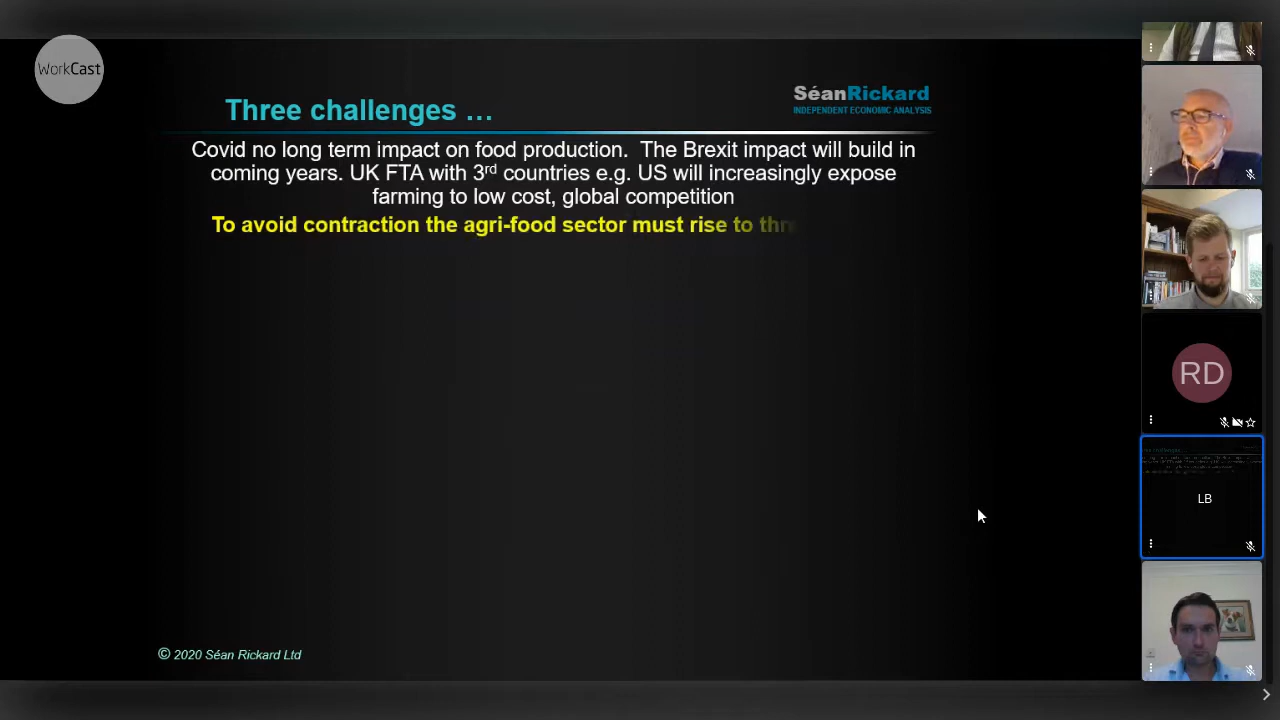 WorkCast
Three challenges …
SéanRickard
INDEPENDENT ECONOMIC ANALYSIS
Covid no long term impact on food production.  The Brexit impact will build in
coming years. UK FTA with 3rd countries e.g. US will increasingly expose
farming to low cost, global competition
To avoid contraction the agri-food sector must rise to
© 2020 Séan Rickard Ltd
RD
LB